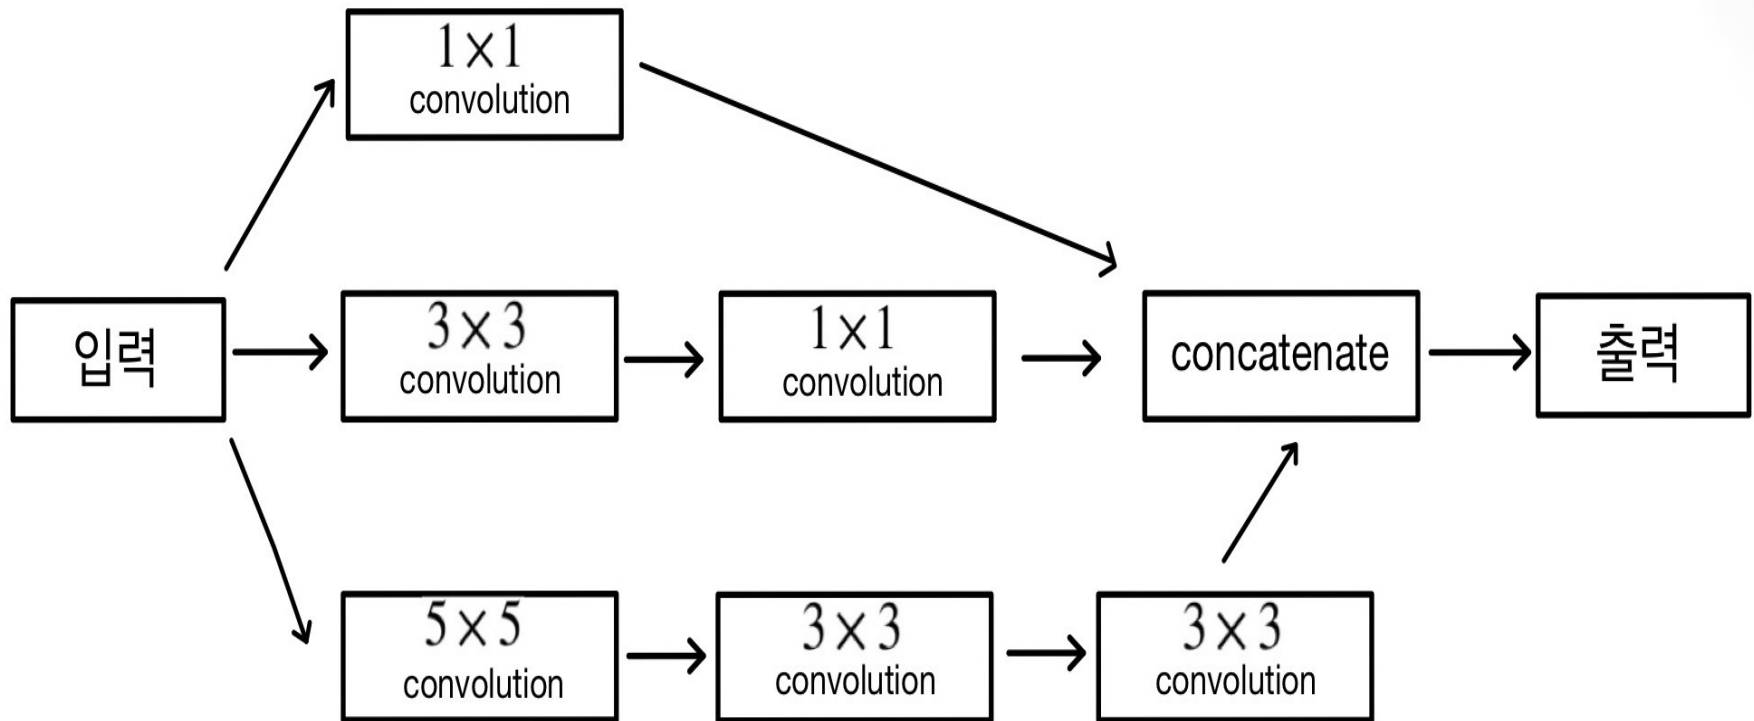 1×1
convolution
입력
3×3
convolution
1×1
convolution
concatenate
출력
5×5
convolution
3×3
convolution
3×3
convolution